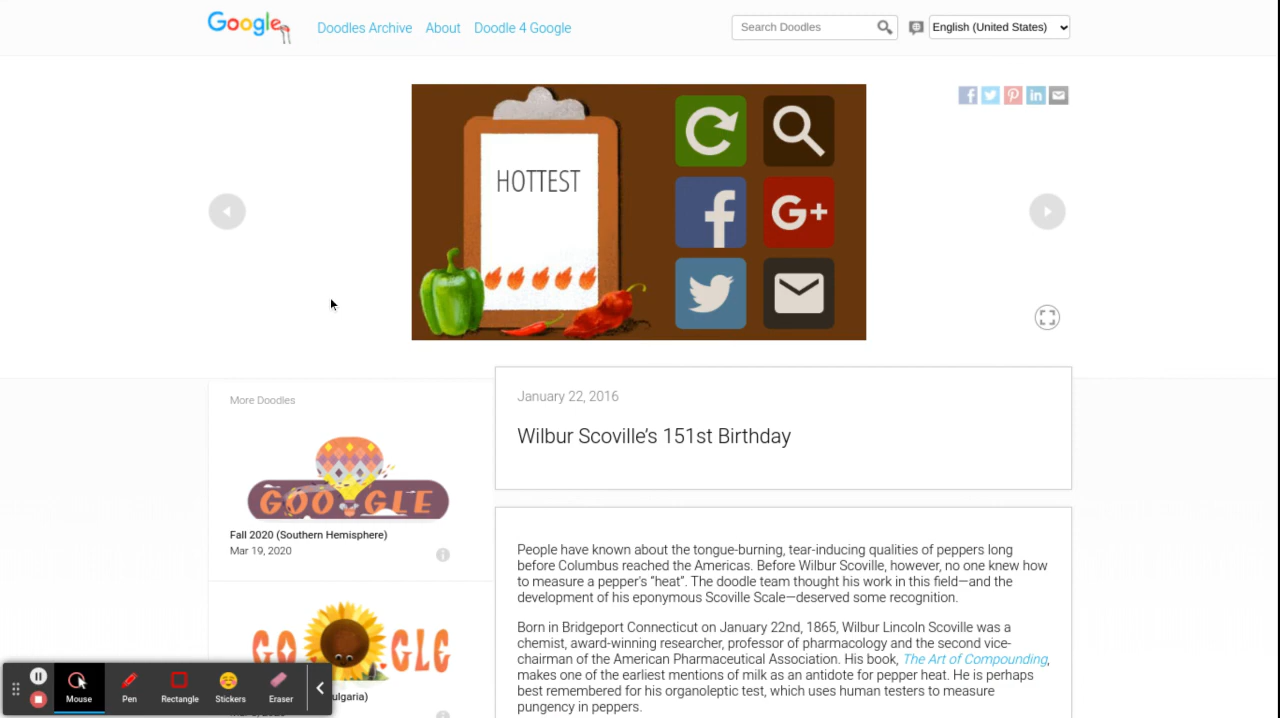 Google
Doodles Archive
About
Doodle 4 Google
Search Doodles
English (United States)
HOTTEST
G+
January 22, 2016
Wilbur Scoville's 151st Birthday
More Doodles
GOOGLE
Fall 2020 (Southern Hemisphere)
Mar 19, 2020
People have known about the tongue-burning, tear-inducing qualities of peppers long
before Columbus reached the Americas. Before Wilbur Scoville, however, no one knew how
to measure a pepper's “heat”. The doodle team thought his work in this field—and the
development of his eponymous Scoville Scale—deserved some recognition.
Born in Bridgeport Connecticut on January 22nd, 1865, Wilbur Lincoln Scoville was a
chemist, award-winning researcher, professor of pharmacology and the second vice-
chairman of the American Pharmaceutical Association. His book, The Art of Compounding,
makes one of the earliest mentions of milk as an antidote for pepper heat. He is perhaps
best remembered for his organoleptic test, which uses human testers to measure
pungency in peppers.
GO GLE
ulgaria)
Mouse
Pen
Rectangle
Stickers
Eraser